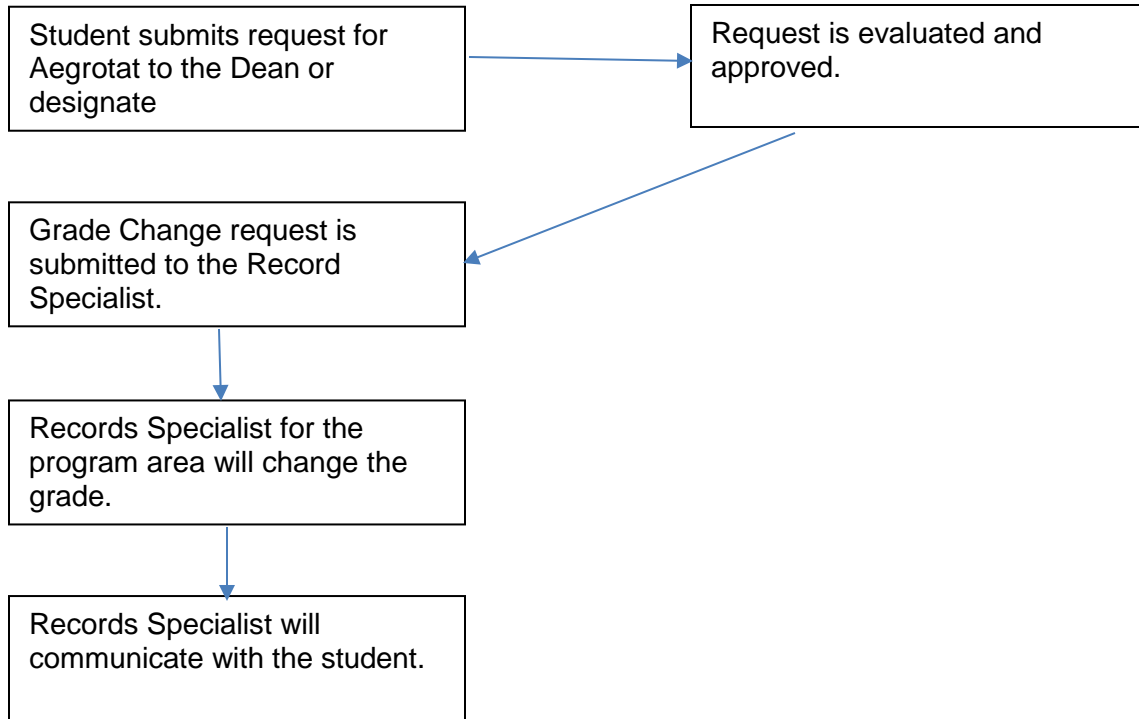 Student submits request for
Aegrotat to the Dean or
designate
Request is evaluated and
approved.
Grade Change request is
submitted to the Record
Specialist.
Records Specialist for the
program area will change the
grade.
Records Specialist will
communicate with the student.